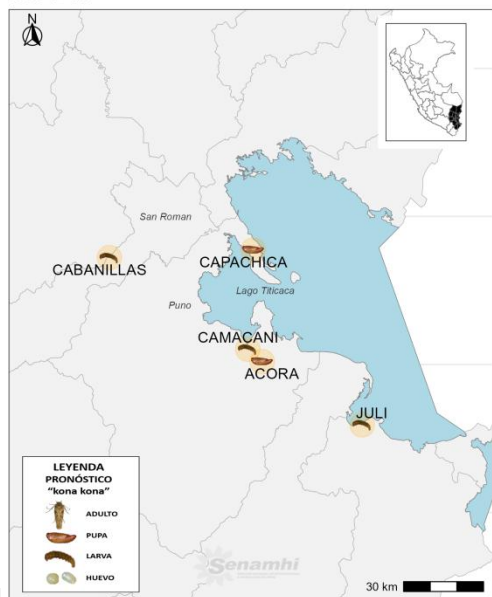 N
San Roman
CABANILLAS
CAPACHICA
Lago Titicaca
Puno
CAMACANI
ACORA
JULI
LEYENDA
PRONÓSTICO
"kona kona"
ADULTO
PUPA
LARVA
HUEVO
Senamhi
30 km